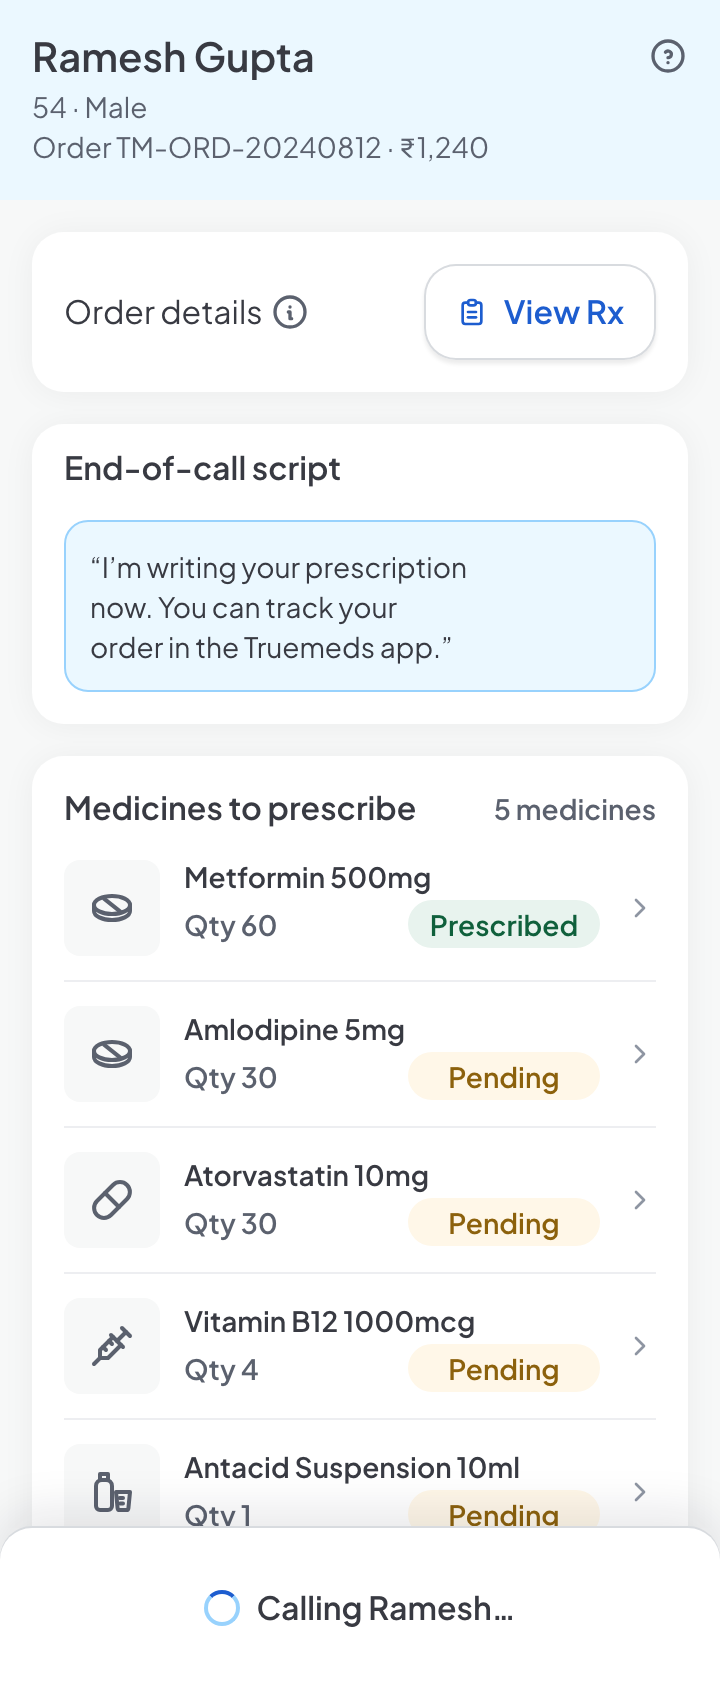 Ramesh Gupta
54 · Male
Order TM-ORD-20240812 · ₹1,240
Order details
View Rx
End-of-call script
“I’m writing your prescription
now. You can track your
order in the Truemeds app.”
Medicines to prescribe
5 medicines
Metformin 500mg
Qty 60
Prescribed
Amlodipine 5mg
Qty 30
Pending
Atorvastatin 10mg
Qty 30
Pending
Vitamin B12 1000mcg
Qty 4
Pending
Antacid Suspension 10ml
Qty 1
Pending
Calling Ramesh...